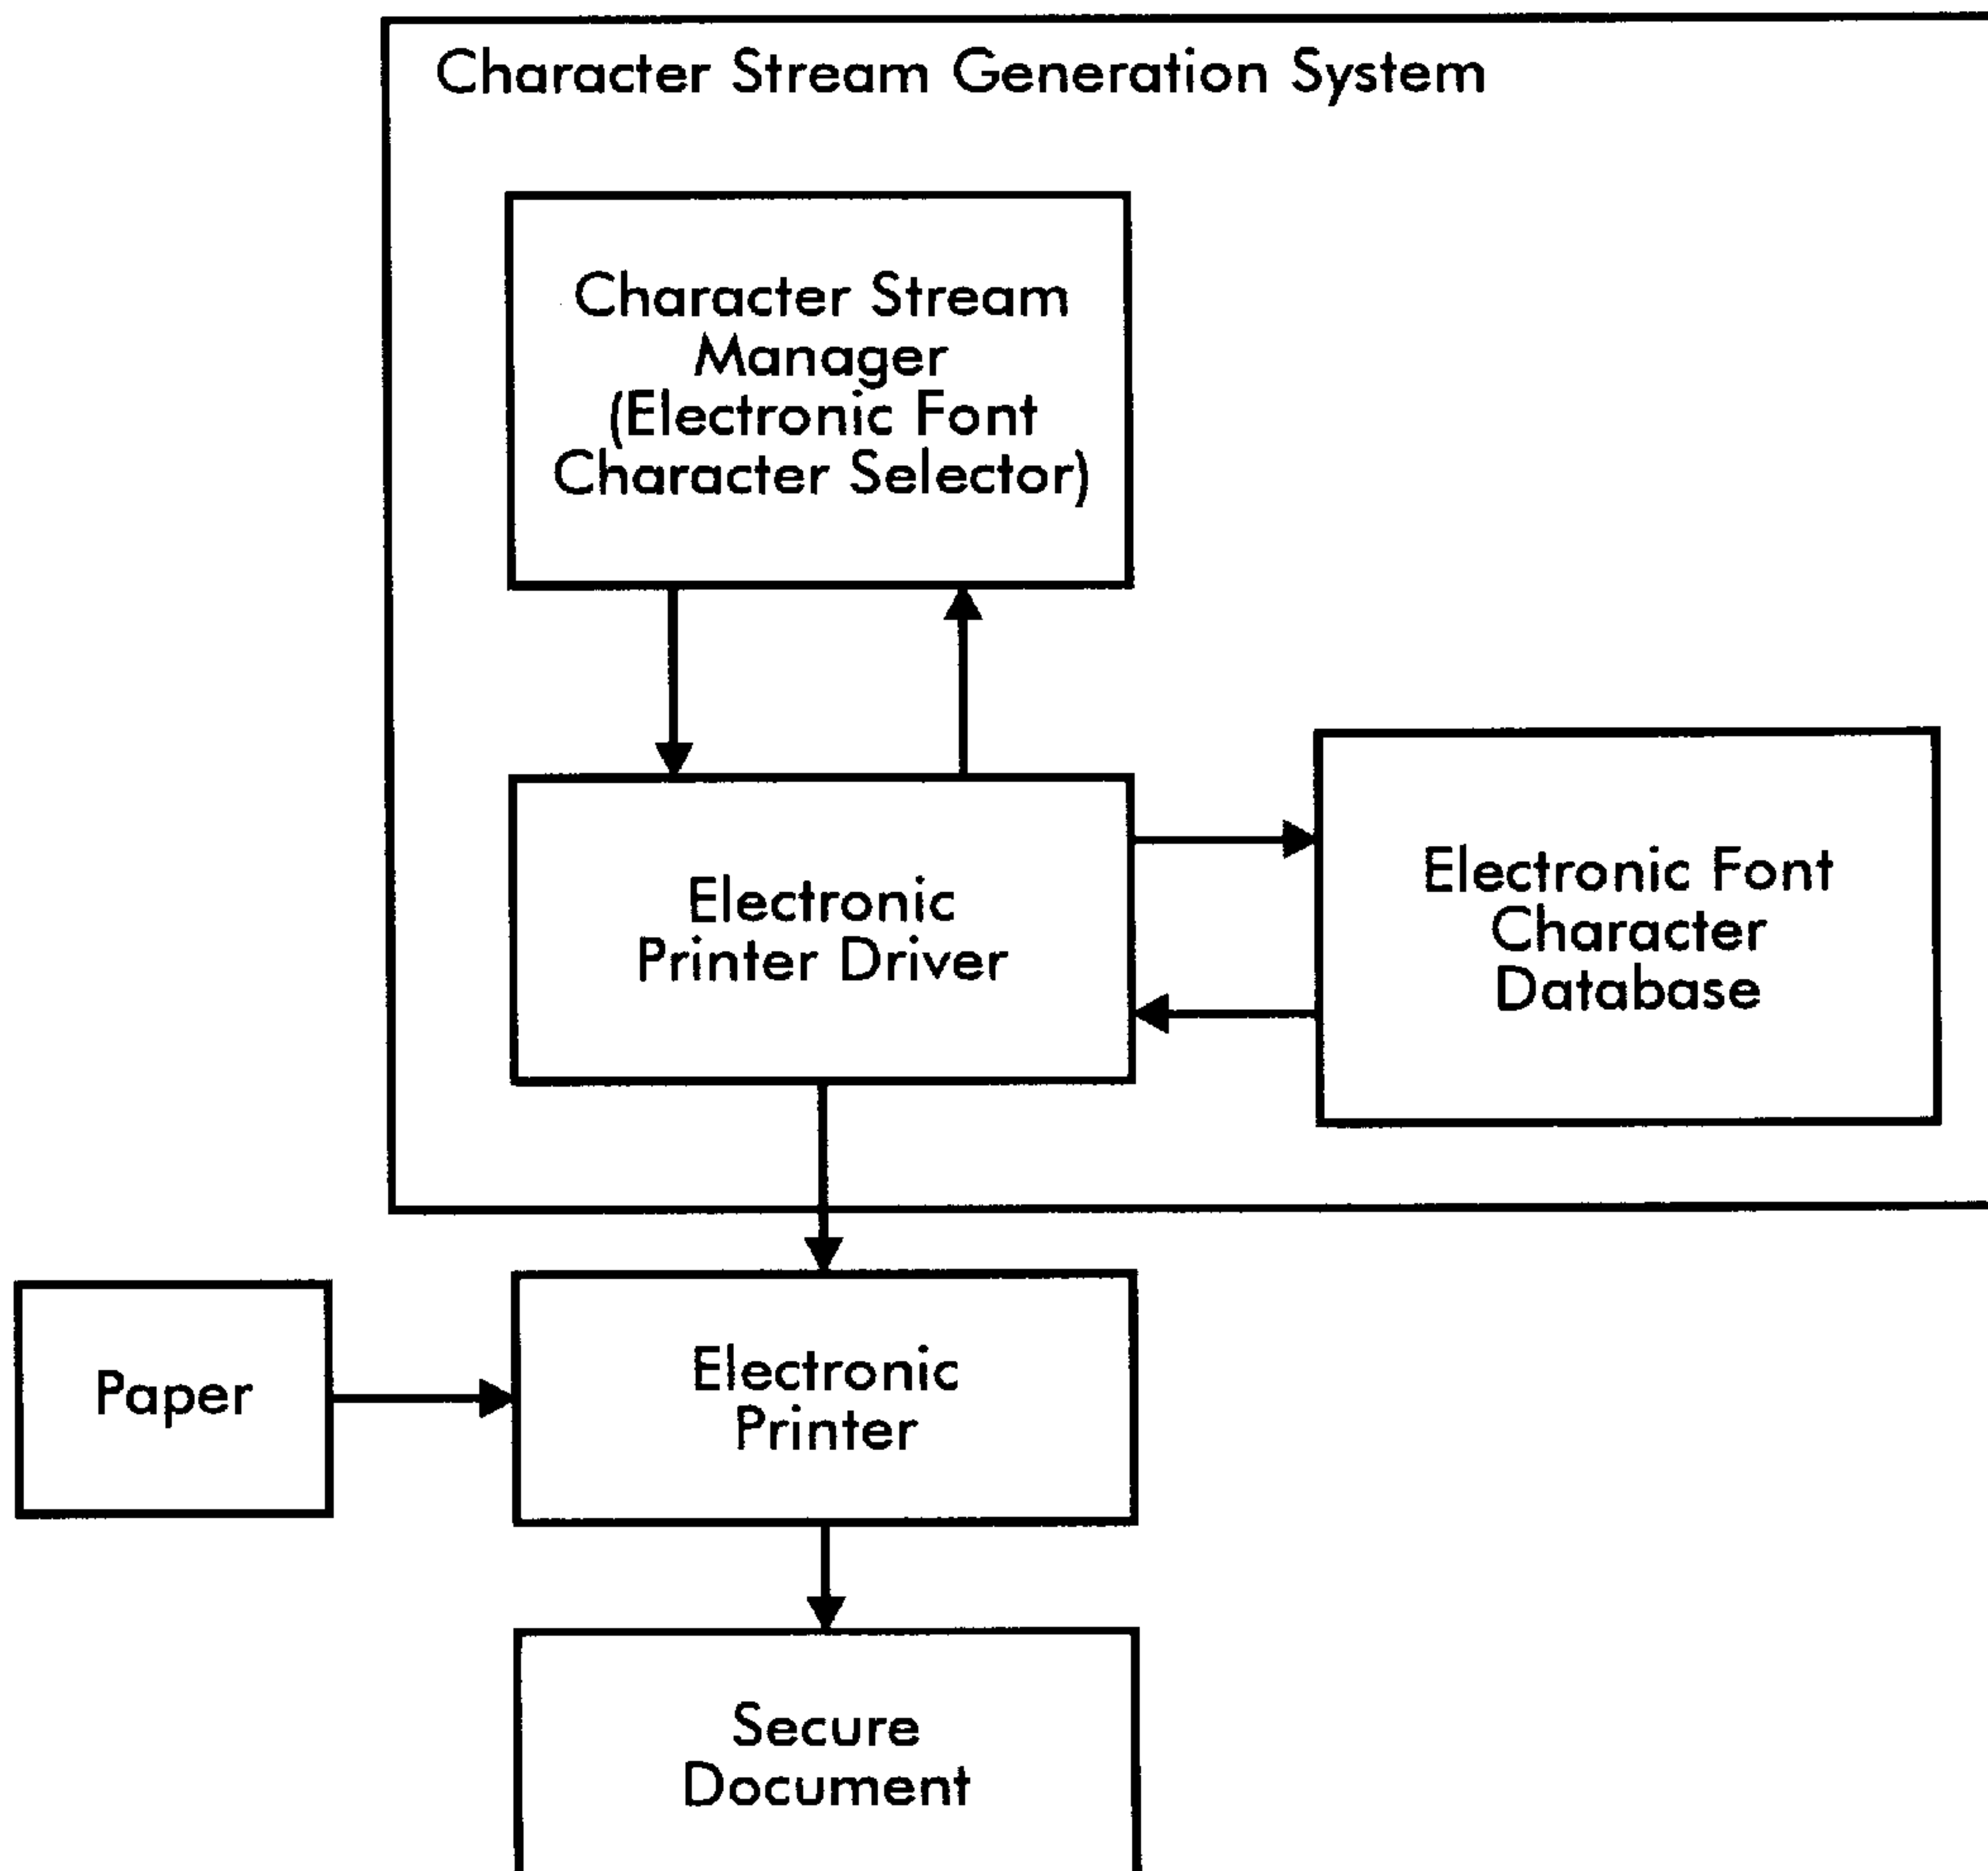 Character Stream Generation System
Character Stream
Manager
(Electronic Font
Character Selector)
Electronic
Printer Driver
Electronic Font
Character
Database
Paper
Electronic
Printer
Secure
Document